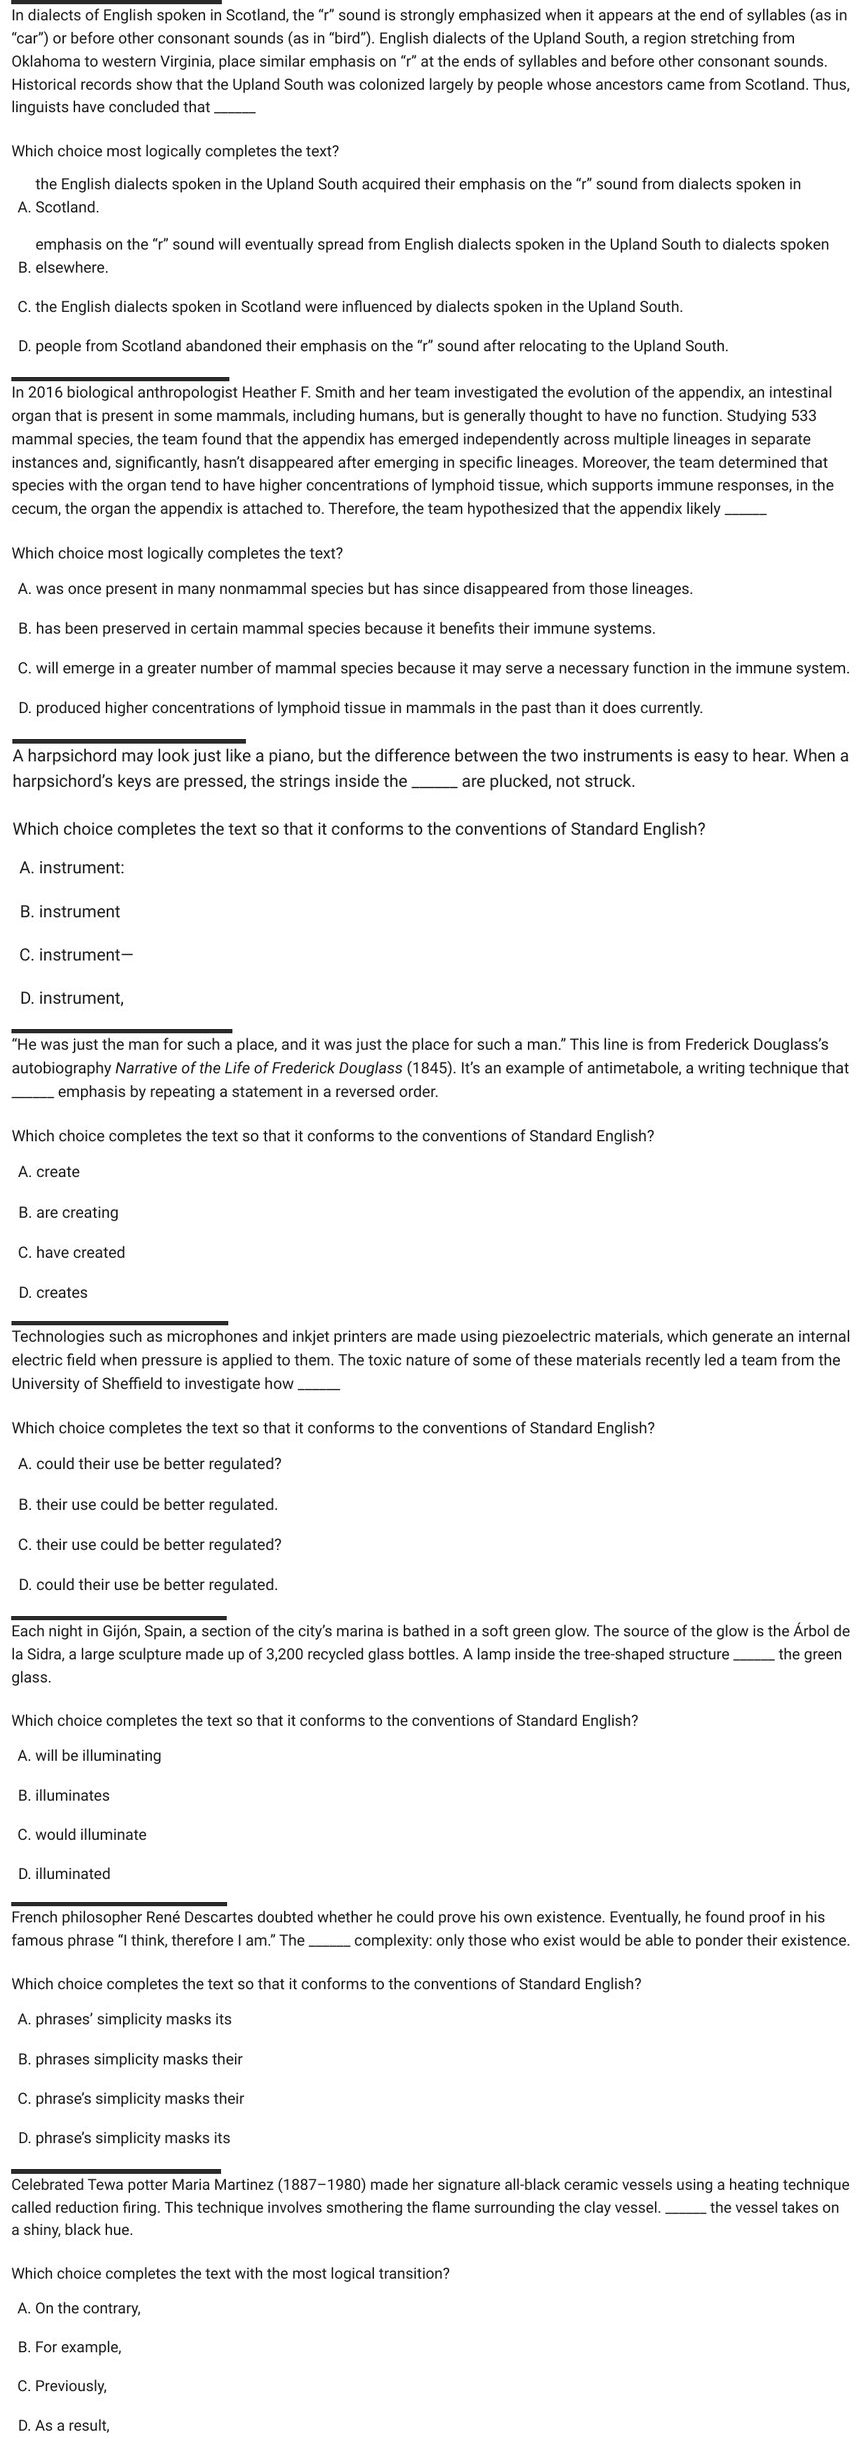 In dialects of English spoken in Scotland, the “r” sound is strongly emphasized when it appears at the end of syllables (as in
“car”) or before other consonant sounds (as in “bird”). English dialects of the Upland South, a region stretching from
Oklahoma to western Virginia, place similar emphasis on “r” at the ends of syllables and before other consonant sounds.
Historical records show that the Upland South was colonized largely by people whose ancestors came from Scotland. Thus,
linguists have concluded that ______
Which choice most logically completes the text?
the English dialects spoken in the Upland South acquired their emphasis on the “r” sound from dialects spoken in
A. Scotland.
emphasis on the “r” sound will eventually spread from English dialects spoken in the Upland South to dialects spoken
B. elsewhere.
C. the English dialects spoken in Scotland were influenced by dialects spoken in the Upland South.
D. people from Scotland abandoned their emphasis on the “r” sound after relocating to the Upland South.
In 2016 biological anthropologist Heather F. Smith and her team investigated the evolution of the appendix, an intestinal
organ that is present in some mammals, including humans, but is generally thought to have no function. Studying 533
mammal species, the team found that the appendix has emerged independently across multiple lineages in separate
instances and, significantly, hasn’t disappeared after emerging in specific lineages. Moreover, the team determined that
species with the organ tend to have higher concentrations of lymphoid tissue, which supports immune responses, in the
cecum, the organ the appendix is attached to. Therefore, the team hypothesized that the appendix likely ______
Which choice most logically completes the text?
A. was once present in many nonmammal species but has since disappeared from those lineages.
B. has been preserved in certain mammal species because it benefits their immune systems.
C. will emerge in a greater number of mammal species because it may serve a necessary function in the immune system.
D. produced higher concentrations of lymphoid tissue in mammals in the past than it does currently.
A harpsichord may look just like a piano, but the difference between the two instruments is easy to hear. When a
harpsichord’s keys are pressed, the strings inside the ______ are plucked, not struck.
Which choice completes the text so that it conforms to the conventions of Standard English?
A. instrument:
B. instrument
C. instrument—
D. instrument,
“He was just the man for such a place, and it was just the place for such a man.” This line is from Frederick Douglass’s
autobiography Narrative of the Life of Frederick Douglass (1845). It’s an example of antimetabole, a writing technique that
______ emphasis by repeating a statement in a reversed order.
Which choice completes the text so that it conforms to the conventions of Standard English?
A. create
B. are creating
C. have created
D. creates
Technologies such as microphones and inkjet printers are made using piezoelectric materials, which generate an internal
electric field when pressure is applied to them. The toxic nature of some of these materials recently led a team from the
University of Sheffield to investigate how ______
Which choice completes the text so that it conforms to the conventions of Standard English?
A. could their use be better regulated?
B. their use could be better regulated.
C. their use could be better regulated?
D. could their use be better regulated.
Each night in Gijón, Spain, a section of the city’s marina is bathed in a soft green glow. The source of the glow is the Árbol de
la Sidra, a large sculpture made up of 3,200 recycled glass bottles. A lamp inside the tree-shaped structure ______ the green
glass.
Which choice completes the text so that it conforms to the conventions of Standard English?
A. will be illuminating
B. illuminates
C. would illuminate
D. illuminated
French philosopher René Descartes doubted whether he could prove his own existence. Eventually, he found proof in his
famous phrase “I think, therefore I am.” The ______ complexity: only those who exist would be able to ponder their existence.
Which choice completes the text so that it conforms to the conventions of Standard English?
A. phrases’ simplicity masks its
B. phrases simplicity masks their
C. phrase’s simplicity masks their
D. phrase’s simplicity masks its
Celebrated Tewa potter Maria Martinez (1887–1980) made her signature all-black ceramic vessels using a heating technique
called reduction firing. This technique involves smothering the flame surrounding the clay vessel. ______ the vessel takes on
a shiny, black hue.
Which choice completes the text with the most logical transition?
A. On the contrary,
B. For example,
C. Previously,
D. As a result,